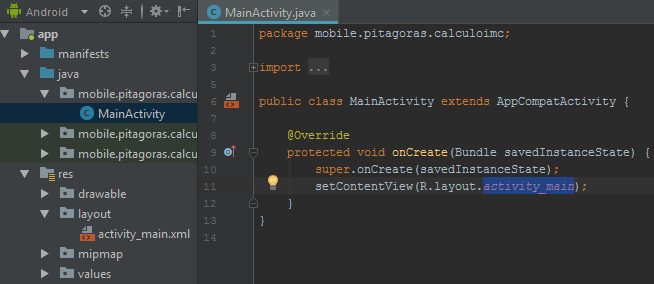 Android
app
manifests
java
mobile.pitagoras.calcu
MainActivity
mobile.pitagoras.calcu
mobile.pitagoras.calcu
res
drawable
layout
activity_main.xml
mipmap
values
MainActivity.java
1 package mobile.pitagoras.calculoimc;
2
3 import ...
5
6 public class MainActivity extends AppCompatActivity {
7
8 @Override
9 protected void onCreate(Bundle savedInstanceState) {
10 super.onCreate(savedInstanceState);
11 setContentView(R.layout.activity_main);
12 }
13 }
14